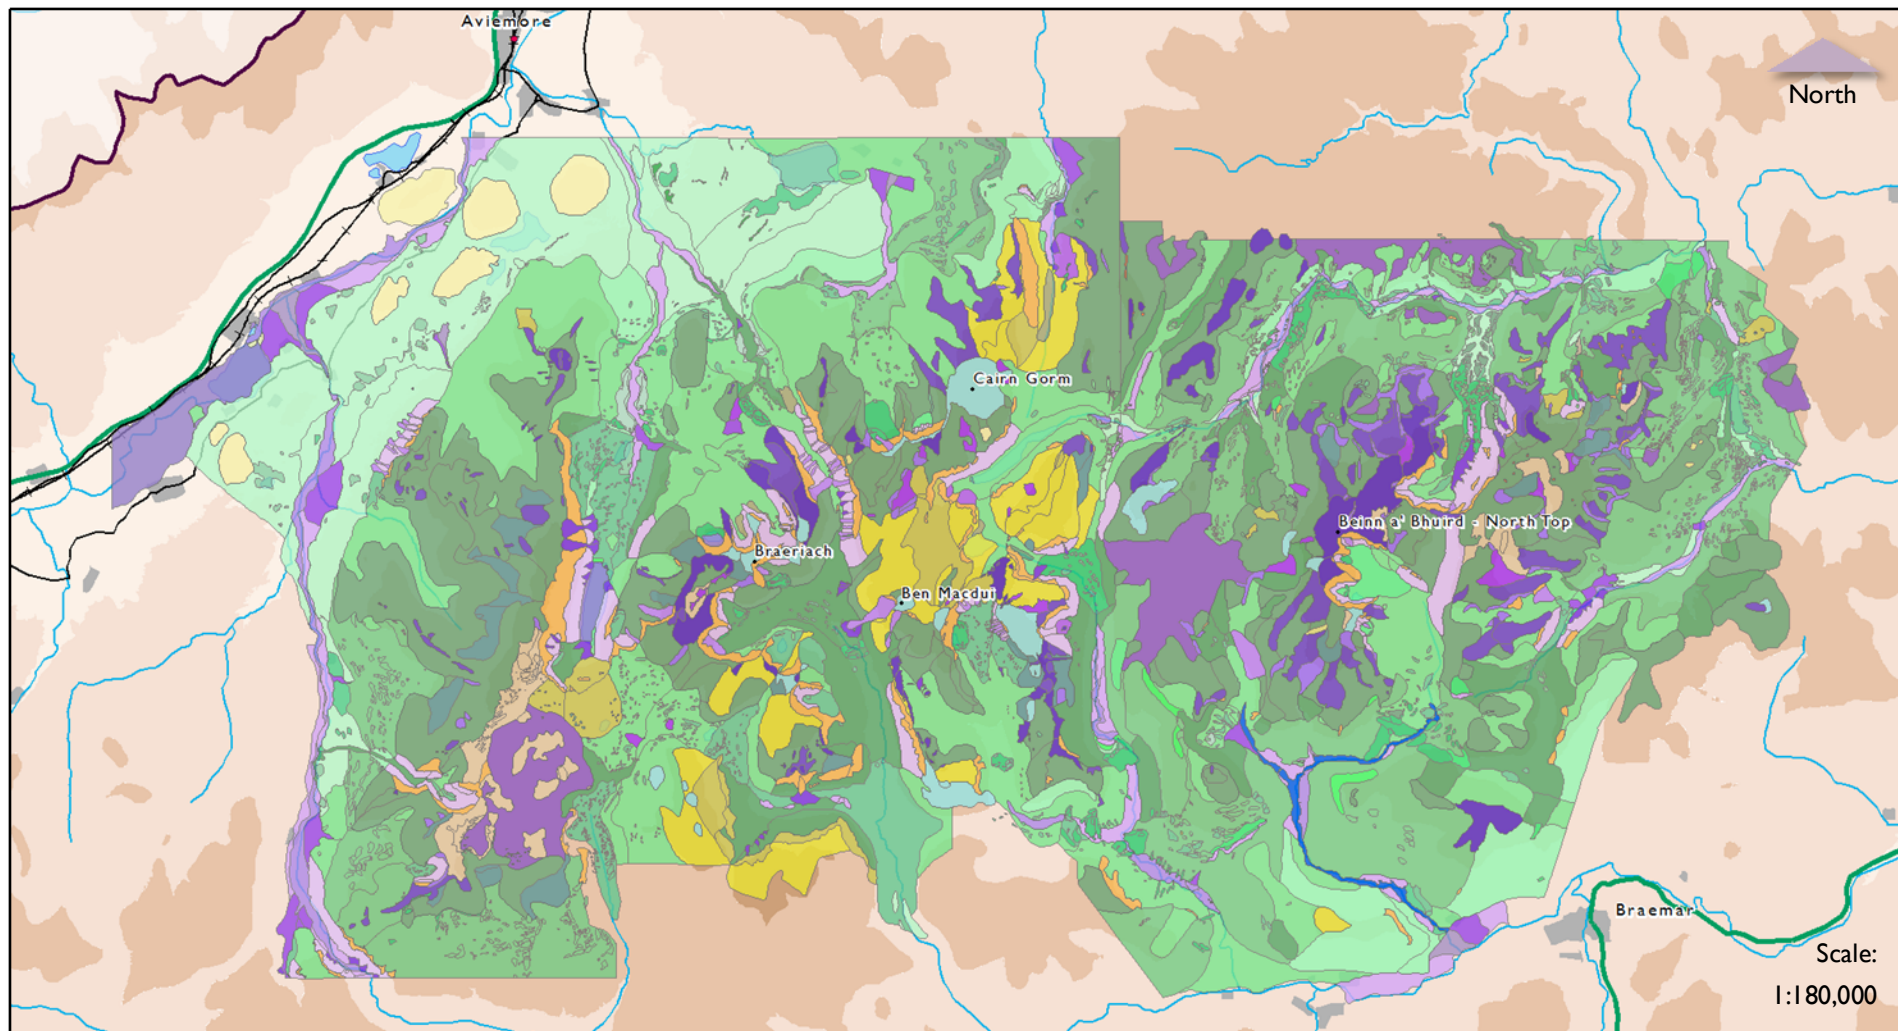 Aviemore
North
Cairn Gorm
Beinn a' Bhuird - North Top
Braeriach
Ben Macdui
Braemar
Scale:
1:180,000